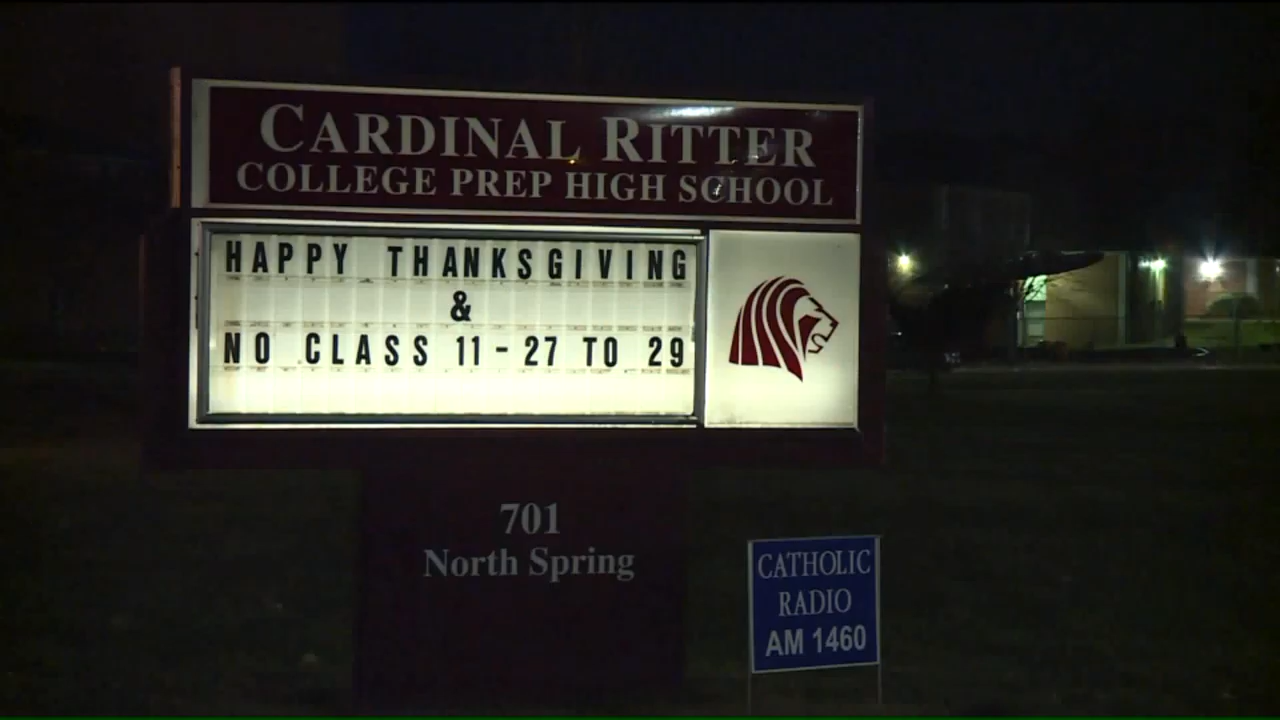 CARDINAL RITTER
COLLEGE PREP HIGH SCHOOL
HAPPY THANKSGIVING
&
NO CLASS 11-27 TO 29
701
North Spring
CATHOLIC
RADIO
AM 1460